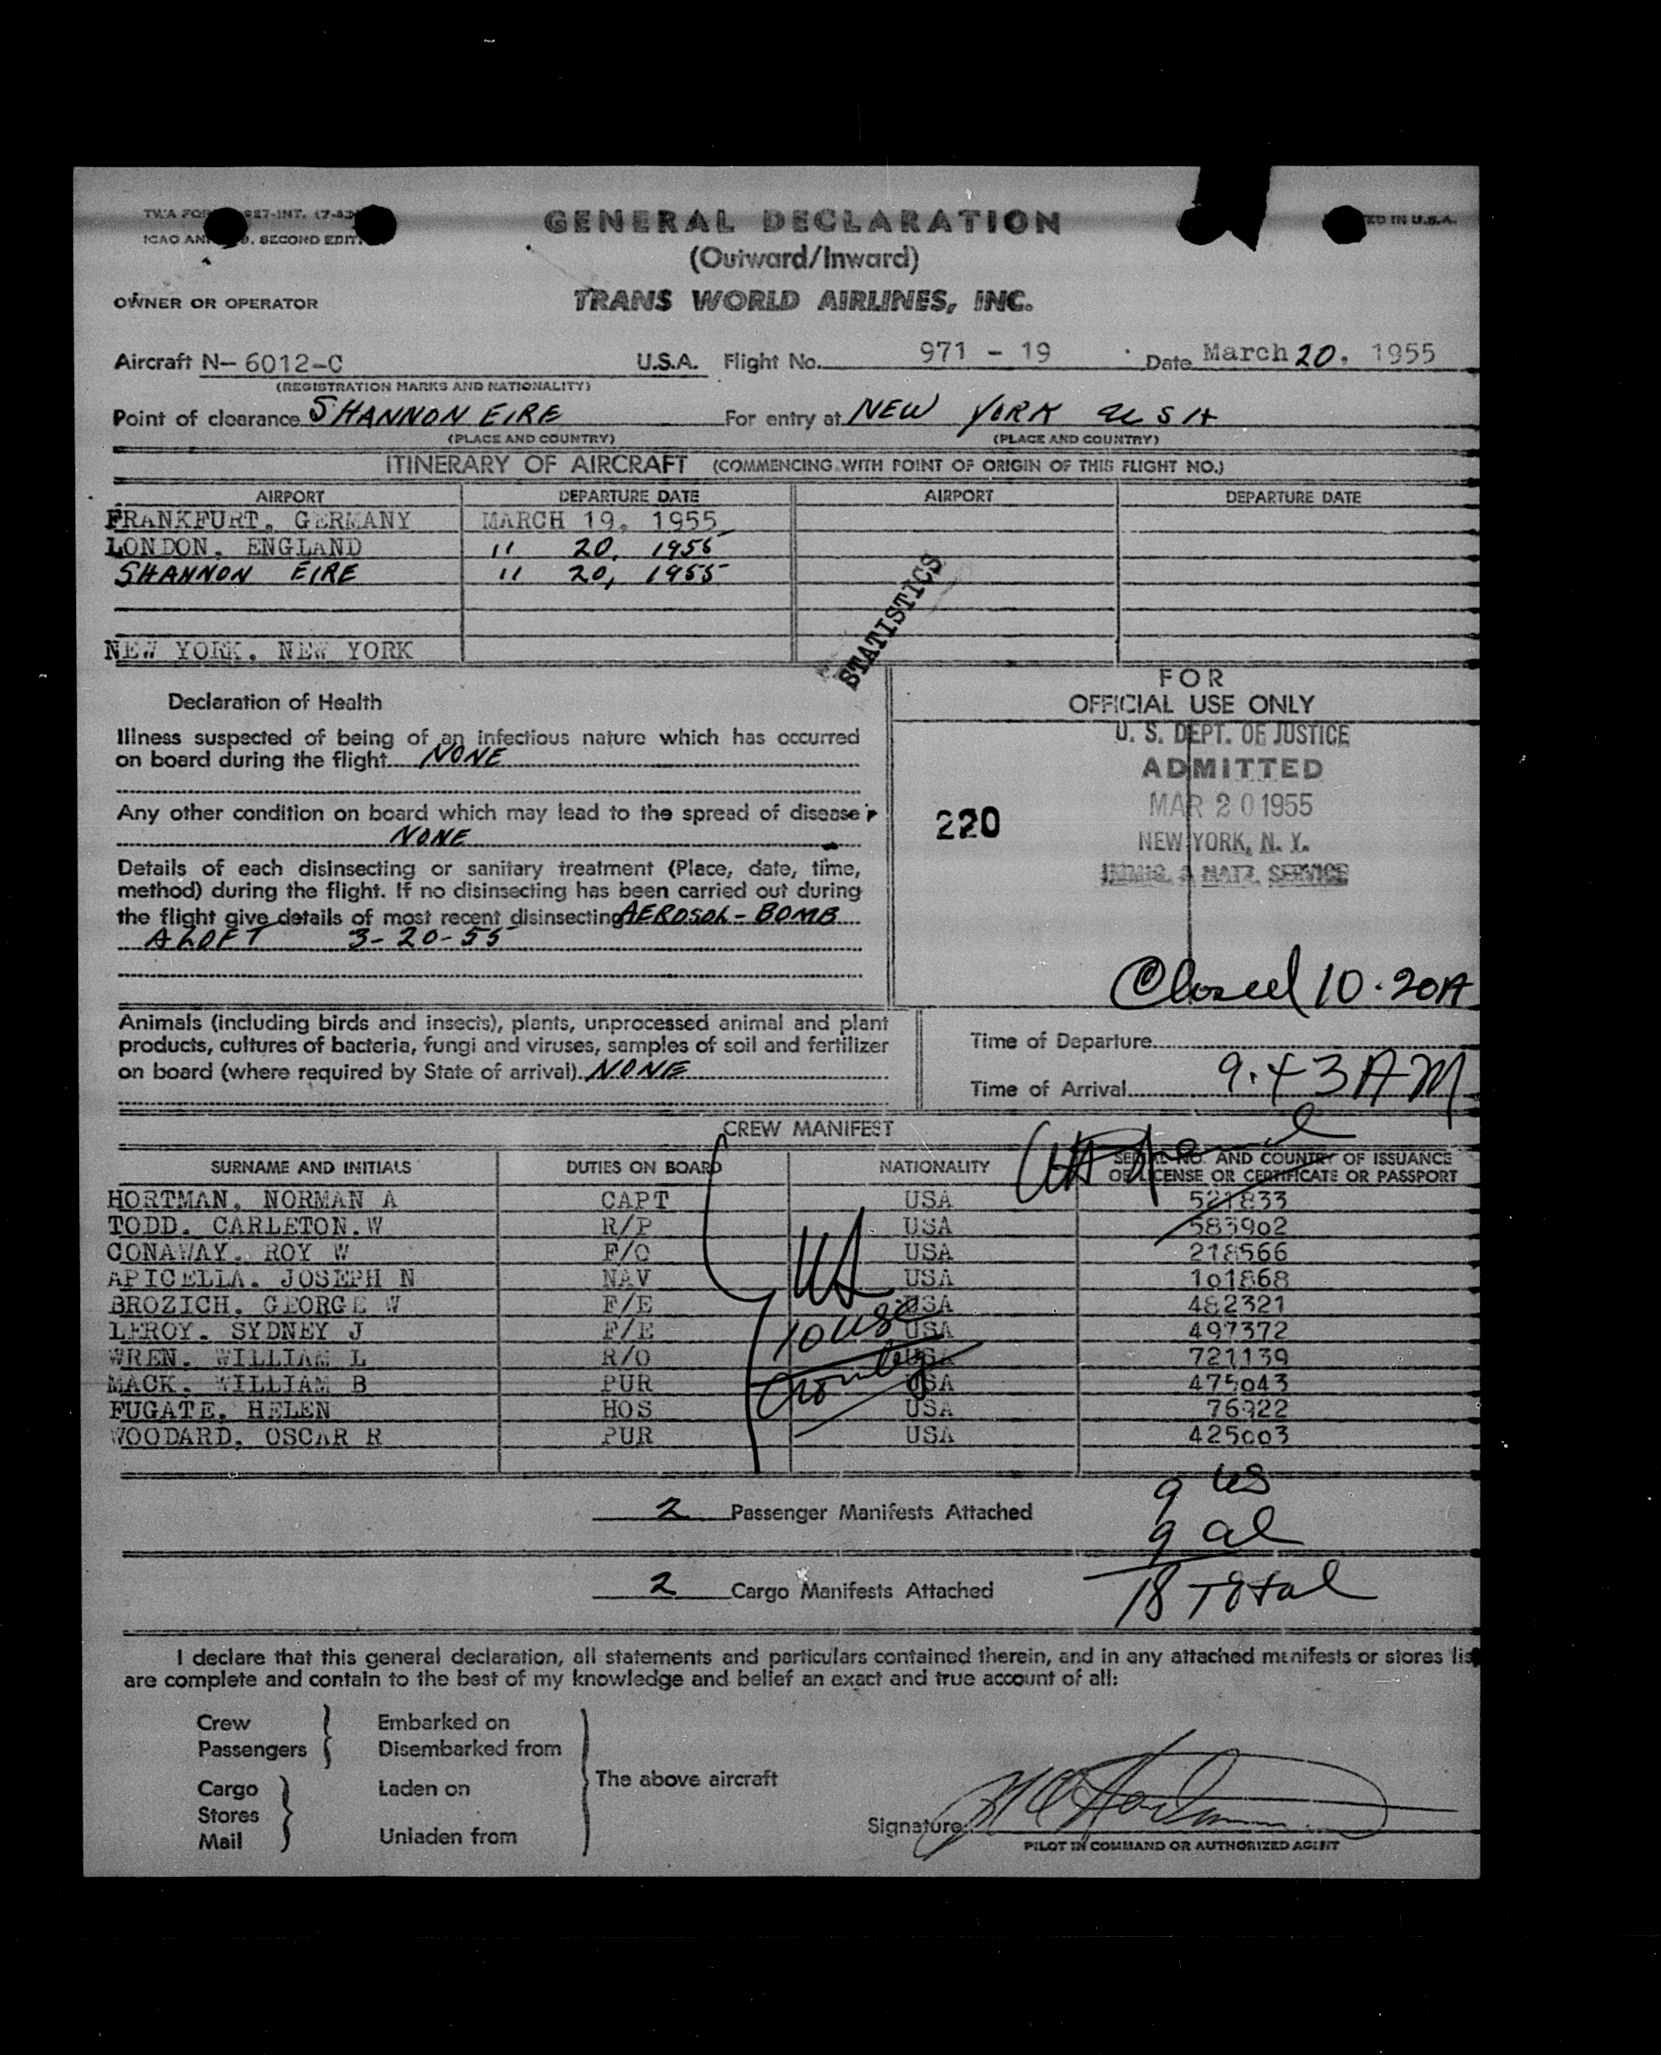 GENERAL DECLARATION
(Outward/Inward)
OWNER OR OPERATOR TRANS WORLD AIRLINES, INC.
Aircraft N- 6012-C U.S.A. Flight No. 971 - 19 Date March 20, 1955
(REGISTRATION MARKS AND NATIONALITY)
Point of clearance SHANNON EIRE For entry at NEW YORK USA
(PLACE AND COUNTRY) (PLACE AND COUNTRY)
ITINERARY OF AIRCRAFT (COMMENCING WITH POINT OF ORIGIN OF THIS FLIGHT NO.)
AIRPORT DEPARTURE DATE AIRPORT DEPARTURE DATE
FRANKFURT, GERMANY MARCH 19, 1955
LONDON, ENGLAND " 20, 1955
SHANNON EIRE " 20, 1955
NEW YORK, NEW YORK
STATISTICS
Declaration of Health
Illness suspected of being of an infectious nature which has occurred
on board during the flight NONE
Any other condition on board which may lead to the spread of disease
NONE
Details of each disinsecting or sanitary treatment (Place, date, time,
method) during the flight. If no disinsecting has been carried out during
the flight give details of most recent disinsecting AEROSOL-BOMB
ALOFT 3-20-55
FOR
OFFICIAL USE ONLY
U. S. DEPT. OF JUSTICE
ADMITTED
MAR 20 1955
220
NEW YORK, N. Y.
IMMIG. & NATZ. SERVICE
Closed 10.20A
Animals (including birds and insects), plants, unprocessed animal and plant
products, cultures of bacteria, fungi and viruses, samples of soil and fertilizer
on board (where required by State of arrival). NONE
Time of Departure
Time of Arrival 9.43 AM
CREW MANIFEST
SURNAME AND INITIALS DUTIES ON BOARD NATIONALITY SERIAL NO. AND COUNTRY OF ISSUANCE
OF LICENSE OR CERTIFICATE OR PASSPORT
HORTMAN, NORMAN A CAPT USA 521833
TODD, CARLETON.W R/P USA 583902
CONAWAY, ROY W F/O USA 218566
APICELLA, JOSEPH N NAV USA 101868
BROZICH, GEORGE W F/E USA 482321
LEROY, SYDNEY J F/E USA 497372
WREN, WILLIAM L R/O USA 721139
MACK, WILLIAM B PUR USA 475043
FUGATE, HELEN HOS USA 76922
WOODARD, OSCAR R PUR USA 425003
2 Passenger Manifests Attached
9 US
9 al
18 Total
2 Cargo Manifests Attached
I declare that this general declaration, all statements and particulars contained therein, and in any attached manifests or stores
are complete and contain to the best of my knowledge and belief an exact and true account of all:
Crew Embarked on
Passengers Disembarked from
The above aircraft
Cargo Laden on
Stores
Mail Unladen from
Signature
PILOT IN COMMAND OR AUTHORIZED AGENT